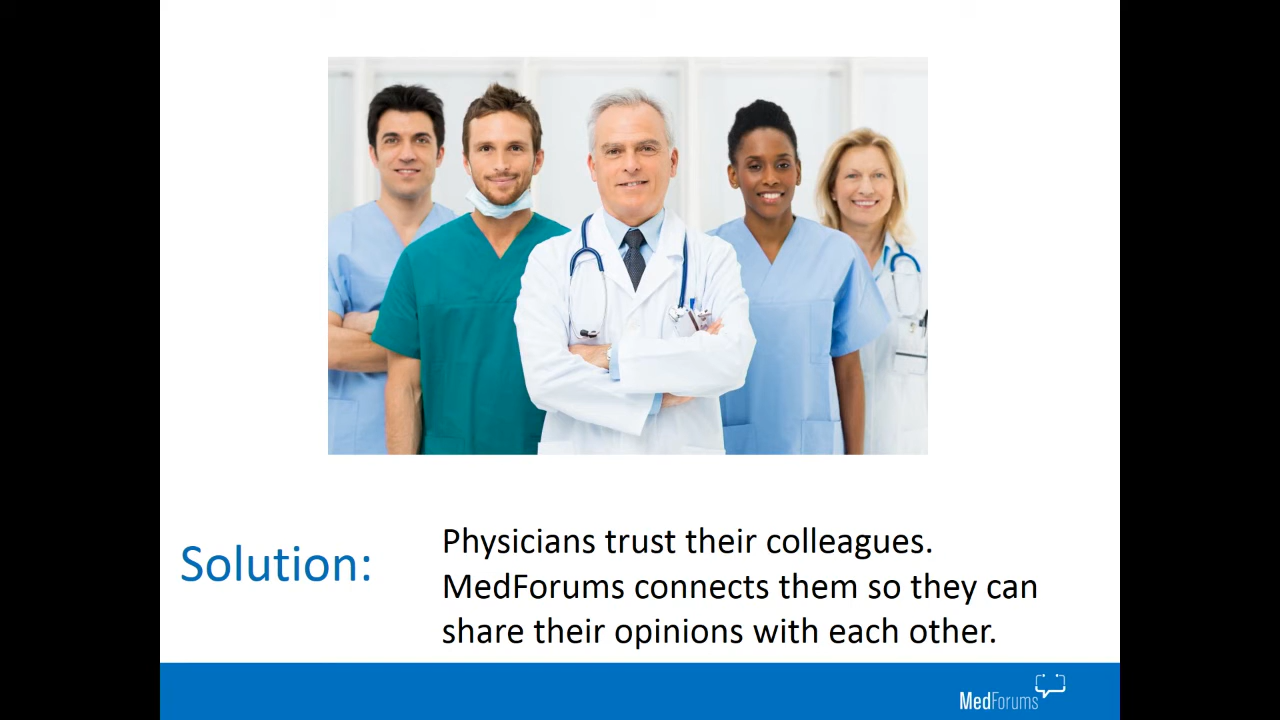 Solution:
Physicians trust their colleagues.
MedForums connects them so they can
share their opinions with each other.
MedForums